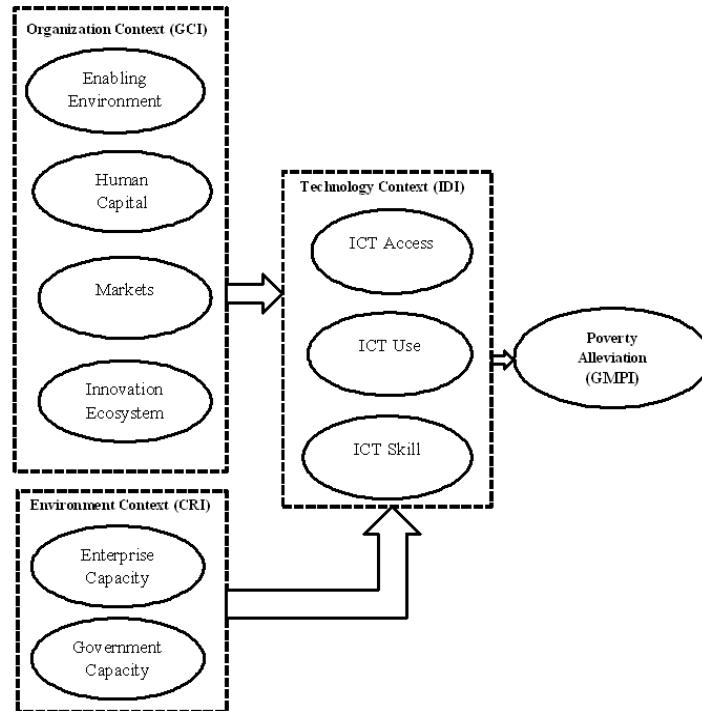 Organization Context (GCI)
Enabling
Environment
Human
Capital
Markets
Innovation
Ecosystem
Technology Context (IDI)
ICT Access
ICT Use
ICT Skill
Poverty
Alleviation
(GMPI)
Environment Context (CRI)
Enterprise
Capacity
Government
Capacity